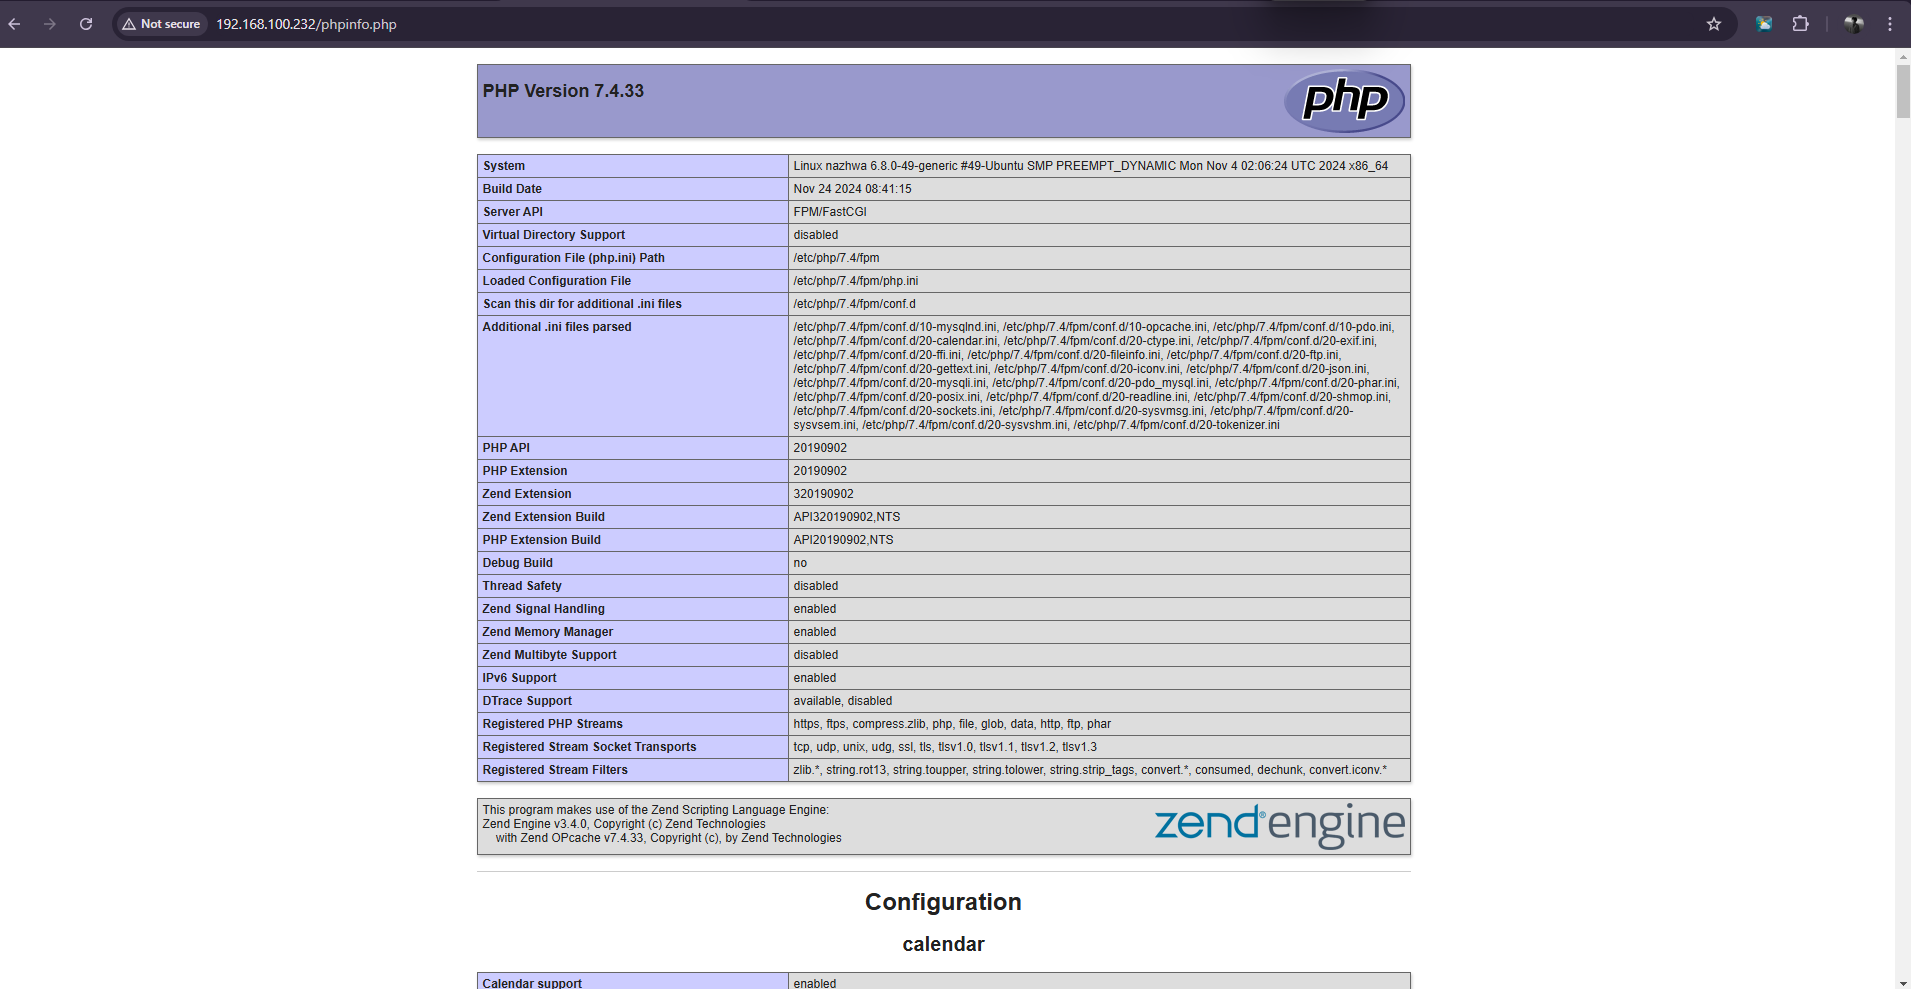 Not secure 192.168.100.232/phpinfo.php
PHP Version 7.4.33
php
System Linux nazhwa 6.8.0-49-generic #49-Ubuntu SMP PREEMPT_DYNAMIC Mon Nov 4 02:06:24 UTC 2024 x86_64
Build Date Nov 24 2024 08:41:15
Server API FPM/FastCGI
Virtual Directory Support disabled
Configuration File (php.ini) Path /etc/php/7.4/fpm
Loaded Configuration File /etc/php/7.4/fpm/php.ini
Scan this dir for additional .ini files /etc/php/7.4/fpm/conf.d
Additional .ini files parsed /etc/php/7.4/fpm/conf.d/10-mysqlnd.ini, /etc/php/7.4/fpm/conf.d/10-opcache.ini, /etc/php/7.4/fpm/conf.d/10-pdo.ini,
/etc/php/7.4/fpm/conf.d/20-calendar.ini, /etc/php/7.4/fpm/conf.d/20-ctype.ini, /etc/php/7.4/fpm/conf.d/20-exif.ini,
/etc/php/7.4/fpm/conf.d/20-ffi.ini, /etc/php/7.4/fpm/conf.d/20-fileinfo.ini, /etc/php/7.4/fpm/conf.d/20-ftp.ini,
/etc/php/7.4/fpm/conf.d/20-gettext.ini, /etc/php/7.4/fpm/conf.d/20-iconv.ini, /etc/php/7.4/fpm/conf.d/20-json.ini,
/etc/php/7.4/fpm/conf.d/20-mysqli.ini, /etc/php/7.4/fpm/conf.d/20-pdo_mysql.ini, /etc/php/7.4/fpm/conf.d/20-phar.ini,
/etc/php/7.4/fpm/conf.d/20-posix.ini, /etc/php/7.4/fpm/conf.d/20-readline.ini, /etc/php/7.4/fpm/conf.d/20-shmop.ini,
/etc/php/7.4/fpm/conf.d/20-sockets.ini, /etc/php/7.4/fpm/conf.d/20-sysvmsg.ini, /etc/php/7.4/fpm/conf.d/20-
sysvsem.ini, /etc/php/7.4/fpm/conf.d/20-sysvshm.ini, /etc/php/7.4/fpm/conf.d/20-tokenizer.ini
PHP API 20190902
PHP Extension 20190902
Zend Extension 320190902
Zend Extension Build API320190902,NTS
PHP Extension Build API20190902,NTS
Debug Build no
Thread Safety disabled
Zend Signal Handling enabled
Zend Memory Manager enabled
Zend Multibyte Support disabled
IPv6 Support enabled
DTrace Support available, disabled
Registered PHP Streams https, ftps, compress.zlib, php, file, glob, data, http, ftp, phar
Registered Stream Socket Transports tcp, udp, unix, udg, ssl, tls, tlsv1.0, tlsv1.1, tlsv1.2, tlsv1.3
Registered Stream Filters zlib.*, string.rot13, string.toupper, string.tolower, string.strip_tags, convert.*, consumed, dechunk, convert.iconv.*
This program makes use of the Zend Scripting Language Engine:
Zend Engine v3.4.0, Copyright (c) Zend Technologies
with Zend OPcache v7.4.33, Copyright (c), by Zend Technologies
zend®engine
Configuration
calendar
Calendar support enabled